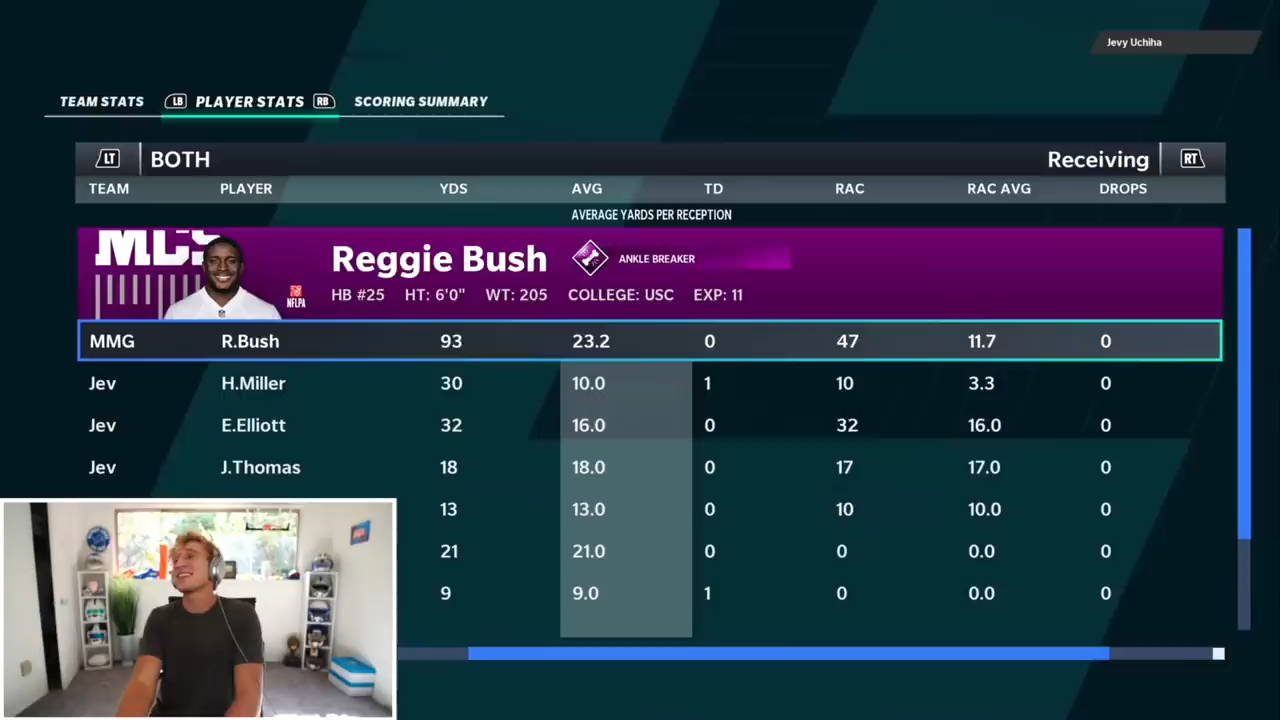 Jevy Uchiha
TEAM STATS LB PLAYER STATS RB SCORING SUMMARY
LT BOTH Receiving RT
TEAM PLAYER YDS AVG TD RAC RAC AVG DROPS
AVERAGE YARDS PER RECEPTION
MCS
Reggie Bush ANKLE BREAKER
NFLPA HB #25 HT: 6'0" WT: 205 COLLEGE: USC EXP: 11
MMG R.Bush 93 23.2 0 47 11.7 0
Jev H.Miller 30 10.0 1 10 3.3 0
Jev E.Elliott 32 16.0 0 32 16.0 0
Jev J.Thomas 18 18.0 0 17 17.0 0
13 13.0 0 10 10.0 0
21 21.0 0 0 0.0 0
9 9.0 1 0 0.0 0